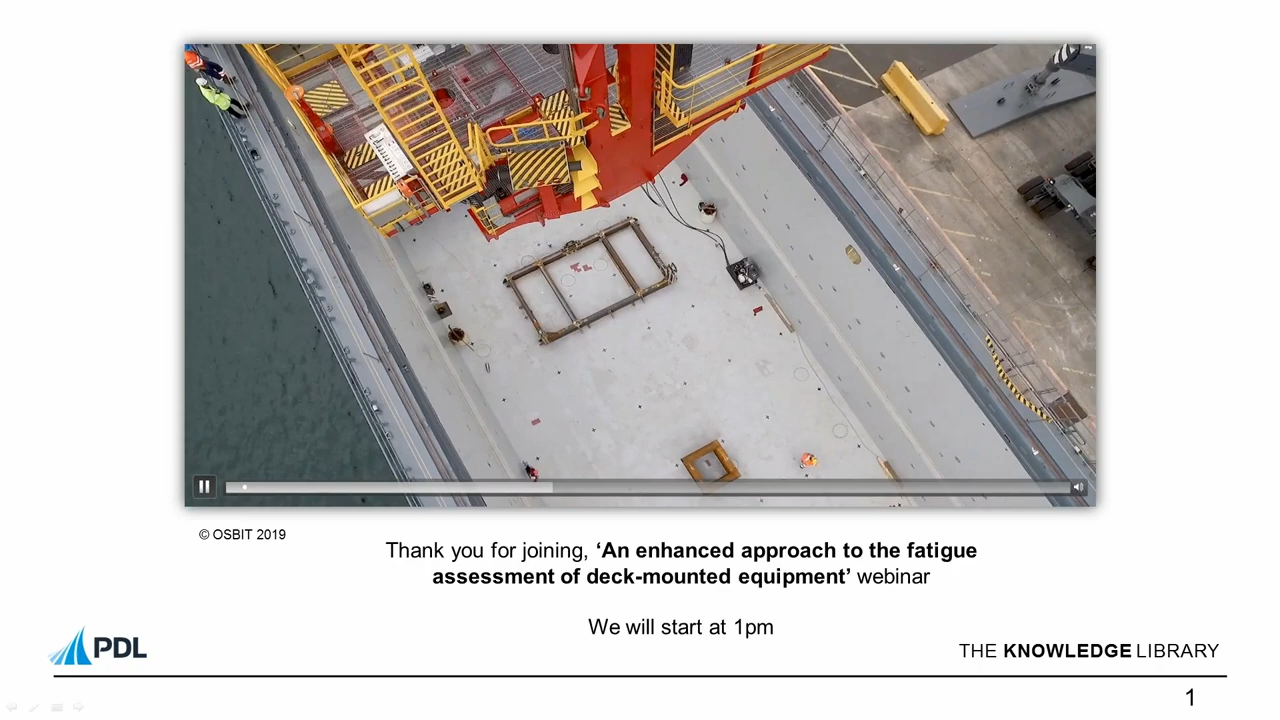 © OSBIT 2019
Thank you for joining, ‘An enhanced approach to the fatigue
assessment of deck-mounted equipment’ webinar
We will start at 1pm
PDL
THE KNOWLEDGE LIBRARY
1